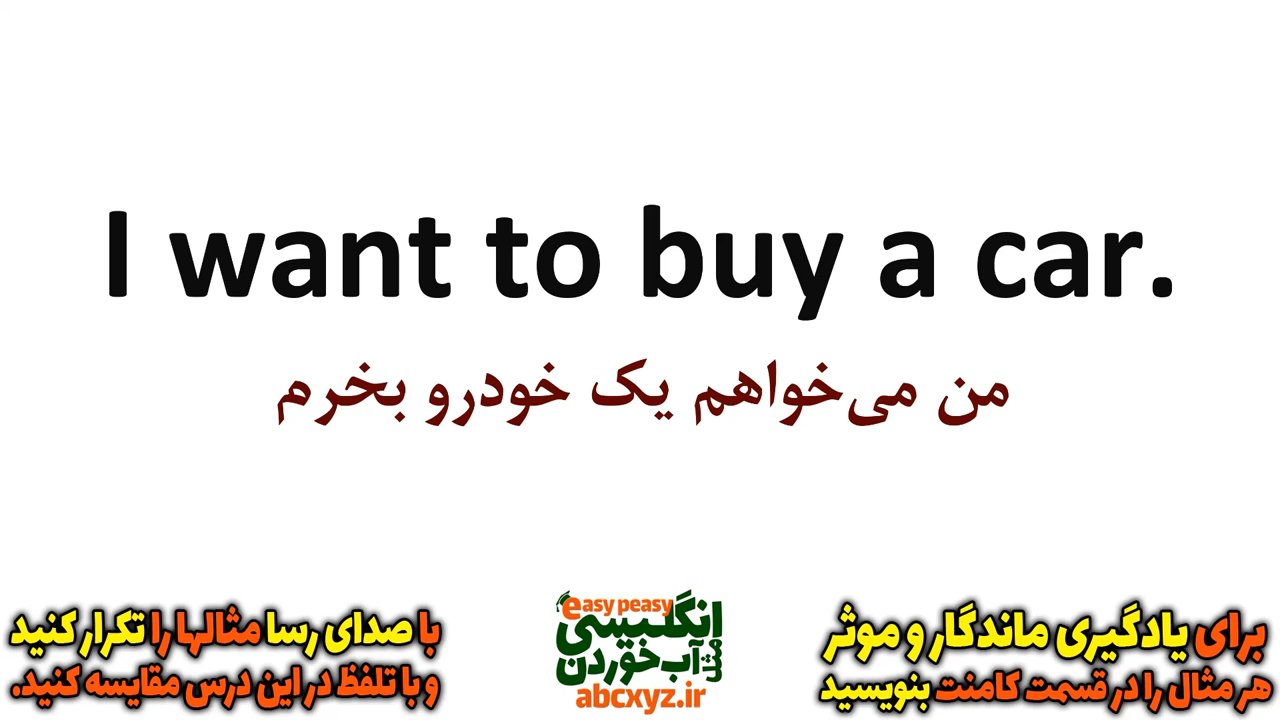 I want to buy a car.
من می‌خواهم یک خودرو بخرم
برای یادگیری ماندگار و موثر
هر مثال را در قسمت کامنت بنویسید
easy peasy
انگلیسی
مثل
آب خوردن
abcxyz.ir
با صدای رسا مثالها را تکرار کنید
و با تلفظ در این درس مقایسه کنید.